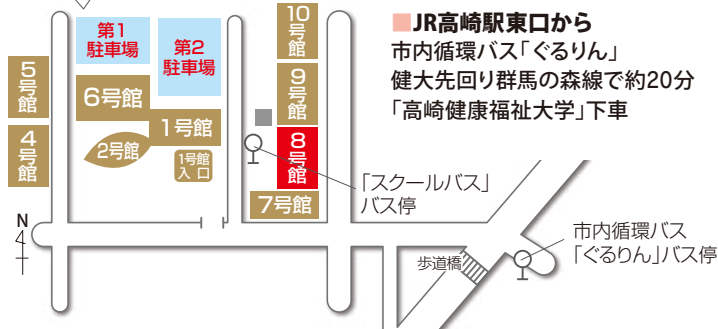 第1
駐車場
第2
駐車場
10号館
9号館
8号館
7号館
5号館
4号館
6号館
1号館
2号館
1号館
入口
■JR高崎駅東口から
市内循環バス「ぐるりん」
健大先回り群馬の森線で約20分
「高崎健康福祉大学」下車
「スクールバス」
バス停
N
歩道橋
市内循環バス
「ぐるりん」バス停